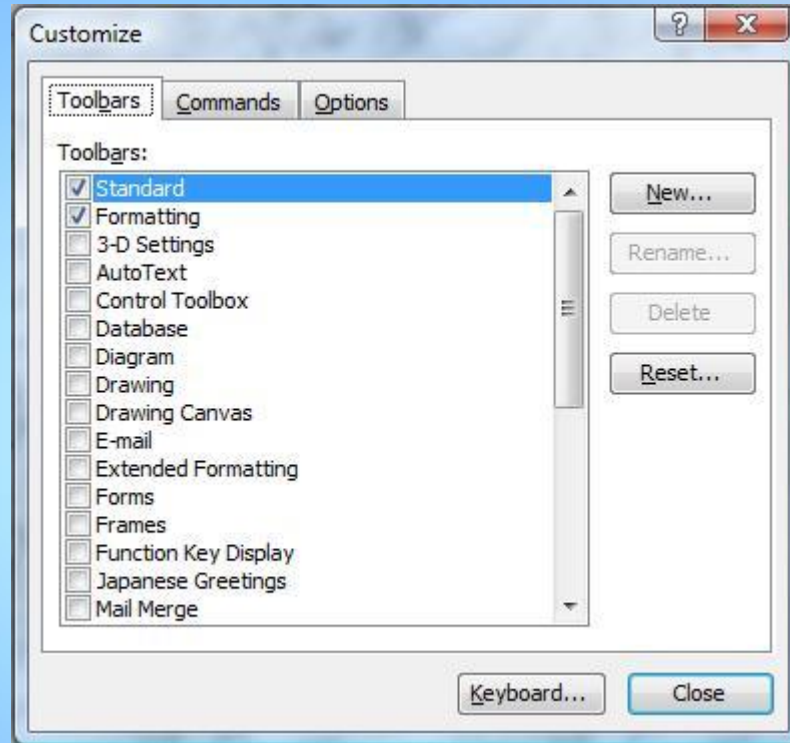 Customize
Toolbars
Commands
Options
Toolbars:
Standard
Formatting
3-D Settings
AutoText
Control Toolbox
Database
Diagram
Drawing
Drawing Canvas
E-mail
Extended Formatting
Forms
Frames
Function Key Display
Japanese Greetings
Mail Merge
New...
Rename...
Delete
Reset...
Keyboard...
Close